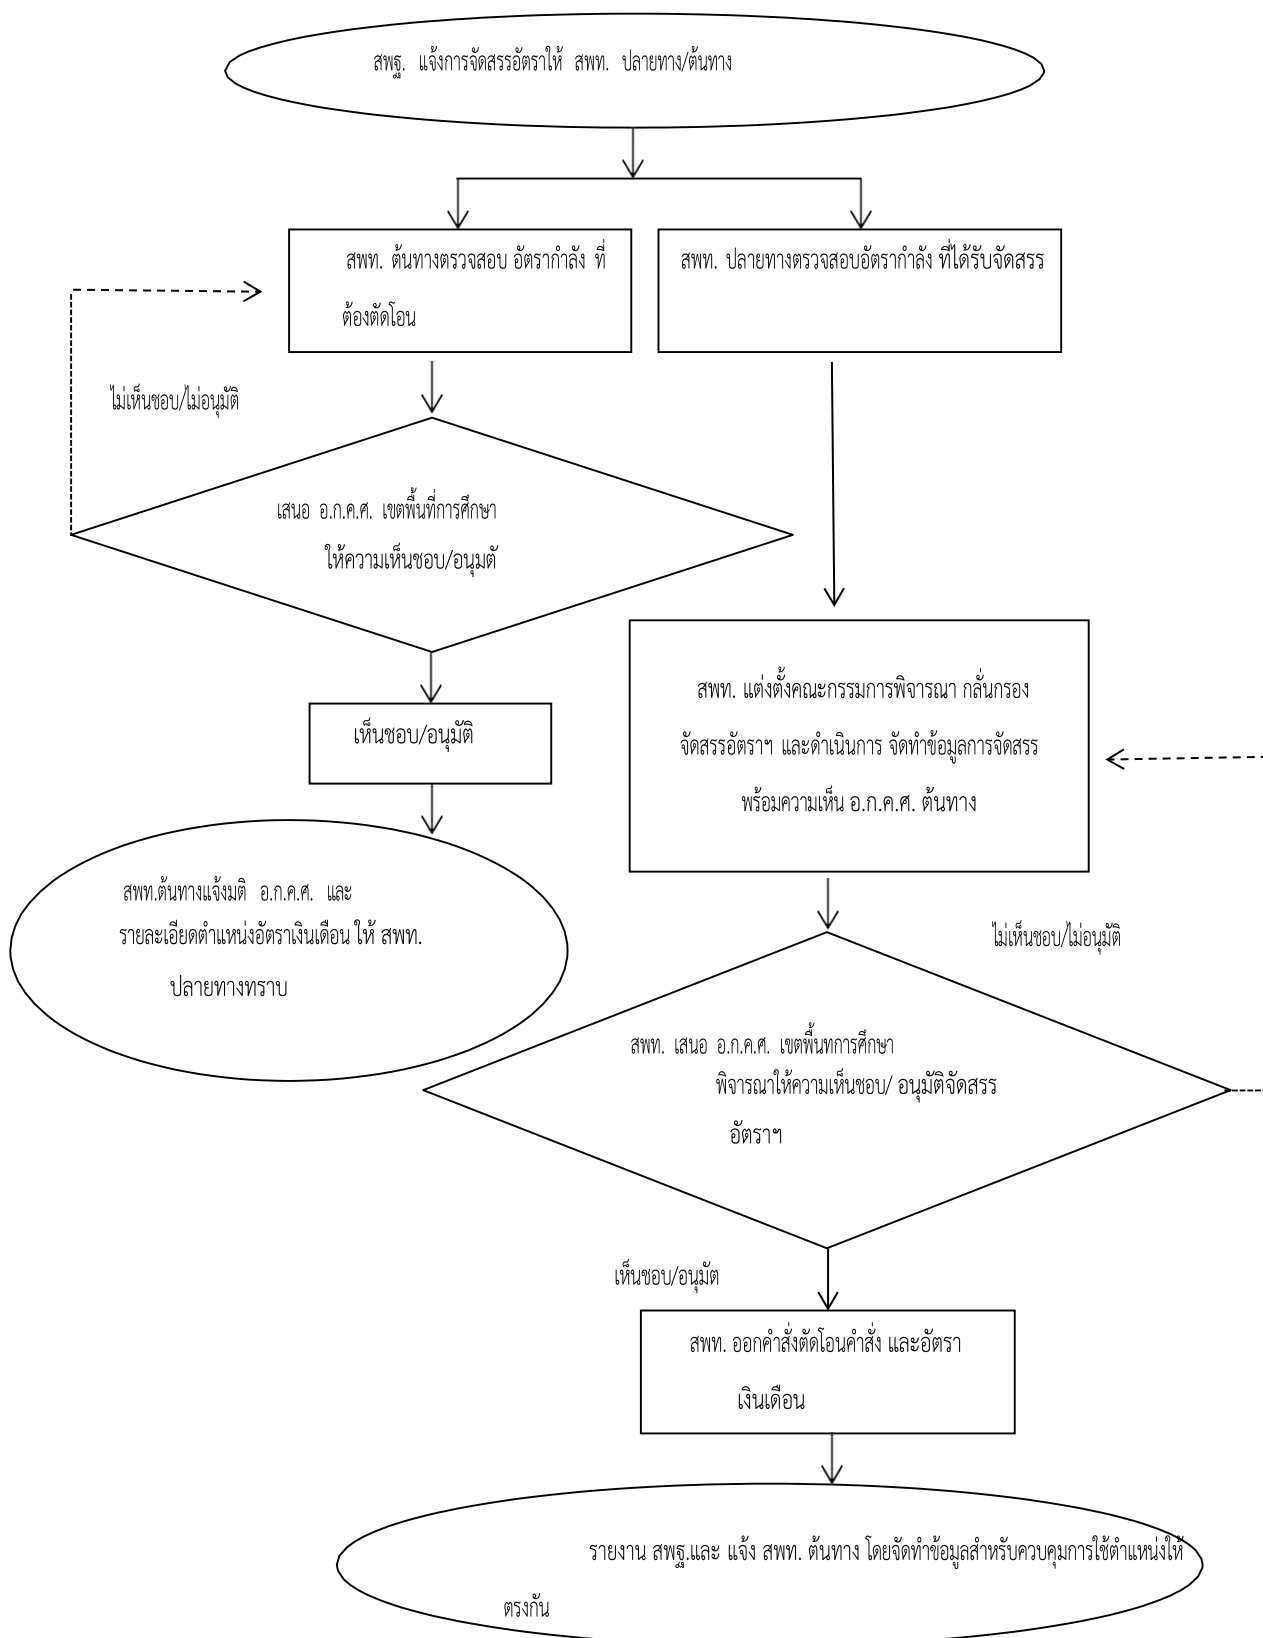 สพฐ. แจ้งการจัดสรรอัตราให้ สพท. ปลายทาง/ต้นทาง
สพท. ต้นทางตรวจสอบ อัตรากำลัง ที่
ต้องตัดโอน
สพท. ปลายทางตรวจสอบอัตรากำลัง ที่ได้รับจัดสรร
ไม่เห็นชอบ/ไม่อนุมัติ
เสนอ อ.ก.ค.ศ. เขตพื้นที่การศึกษา
ให้ความเห็นชอบ/อนุมตั
สพท. แต่งตั้งคณะกรรมการพิจารณา กลั่นกรอง
จัดสรรอัตราฯ และดำเนินการ จัดทำข้อมูลการจัดสรร
พร้อมความเห็น อ.ก.ค.ศ. ต้นทาง
เห็นชอบ/อนุมัติ
สพท.ต้นทางแจ้งมติ อ.ก.ค.ศ. และ
รายละเอียดตำแหน่งอัตราเงินเดือน ให้ สพท.
ปลายทางทราบ
ไม่เห็นชอบ/ไม่อนุมัติ
สพท. เสนอ อ.ก.ค.ศ. เขตพื้นทการศึกษา
พิจารณาให้ความเห็นชอบ/ อนุมัติจัดสรร
อัตราฯ
เห็นชอบ/อนุมัต
สพท. ออกคำสั่งตัดโอนคำสั่ง และอัตรา
เงินเดือน
รายงาน สพฐ.และ แจ้ง สพท. ต้นทาง โดยจัดทำข้อมูลสำหรับควบคุมการใช้ตำแหน่งให้
ตรงกัน